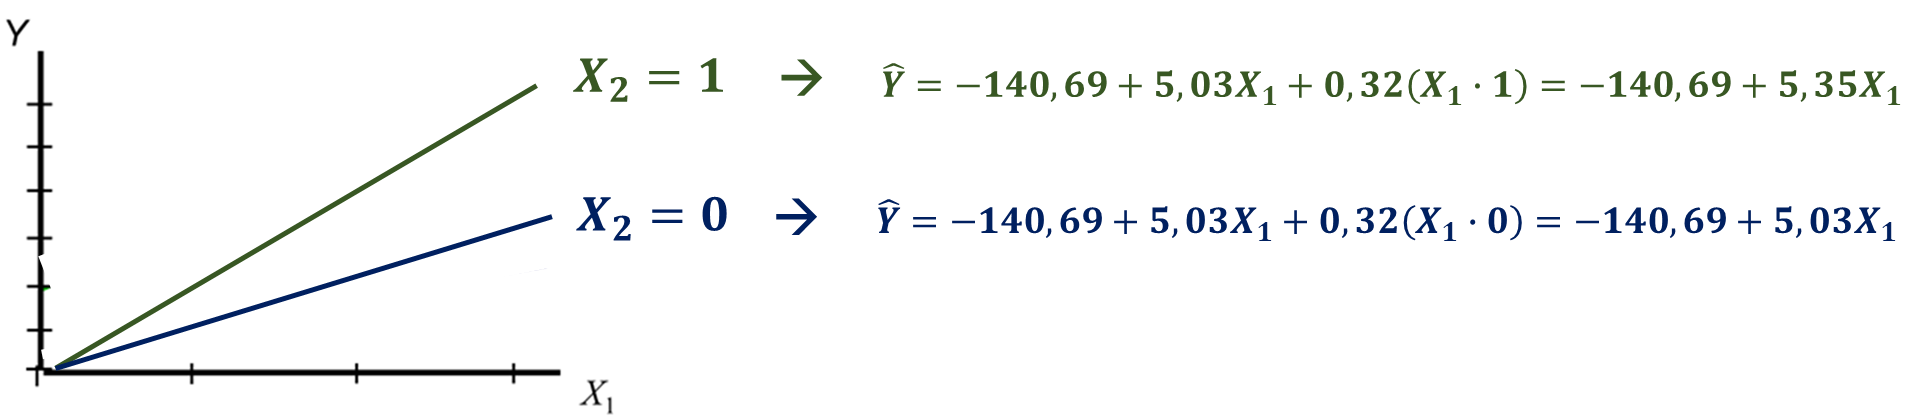 Y
X₂ = 1 → Ŷ = −140,69 + 5,03X₁ + 0,32(X₁ · 1) = −140,69 + 5,35X₁
X₂ = 0 → Ŷ = −140,69 + 5,03X₁ + 0,32(X₁ · 0) = −140,69 + 5,03X₁
X₁